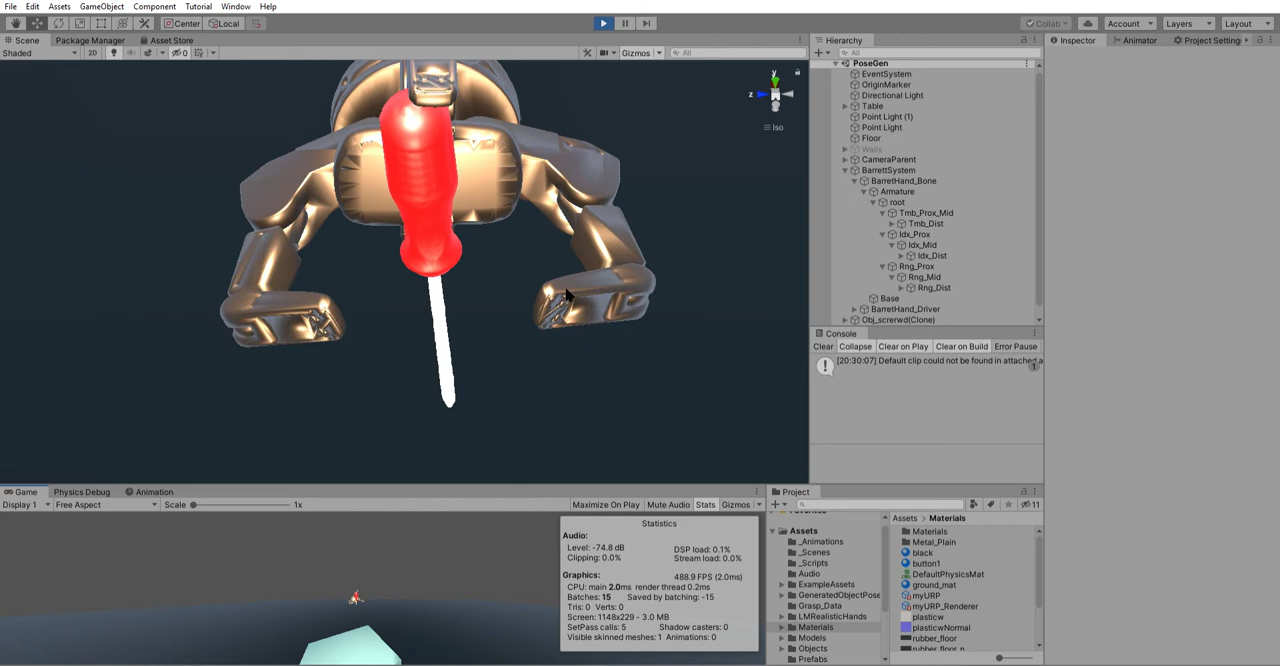 File Edit Assets GameObject Component Tutorial Window Help
Center Local Collab Account Layers Layout
Scene Package Manager Asset Store
Shaded 2D 0 Gizmos All
y
z
Iso
Hierarchy
All
PoseGen
EventSystem
OriginMarker
Directional Light
Table
Point Light (1)
Point Light
Floor
Walls
CameraParent
BarrettSystem
BarretHand_Bone
Armature
root
Tmb_Prox_Mid
Tmb_Dist
Idx_Prox
Idx_Mid
Idx_Dist
Rng_Prox
Rng_Mid
Rng_Dist
Base
BarretHand_Driver
Obj_screrwd(Clone)
Console
Clear Collapse Clear on Play Clear on Build Error Pause
[20:30:07] Default clip could not be found in attached a
1
Inspector Animator Project Setting
Game Physics Debug Animation
Display 1 Free Aspect Scale 1x Maximize On Play Mute Audio Stats Gizmos
Statistics
Audio:
Level: -74.8 dB DSP load: 0.1%
Clipping: 0.0% Stream load: 0.0%
Graphics: 488.9 FPS (2.0ms)
CPU: main 2.0ms render thread 0.2ms
Batches: 15 Saved by batching: -15
Tris: 0 Verts: 0
Screen: 1148x229 - 3.0 MB
SetPass calls: 5 Shadow casters: 0
Visible skinned meshes: 1 Animations: 0
Project
11
Assets
_Animations
_Scenes
_Scripts
Audio
ExampleAssets
GeneratedObjectPose
Grasp_Data
LMRealisticHands
Materials
Models
Objects
Prefabs
Assets > Materials
Materials
Metal_Plain
black
button1
DefaultPhysicsMat
ground_mat
myURP
myURP_Renderer
plasticw
plasticwNormal
rubber_floor
rubber_floor_n